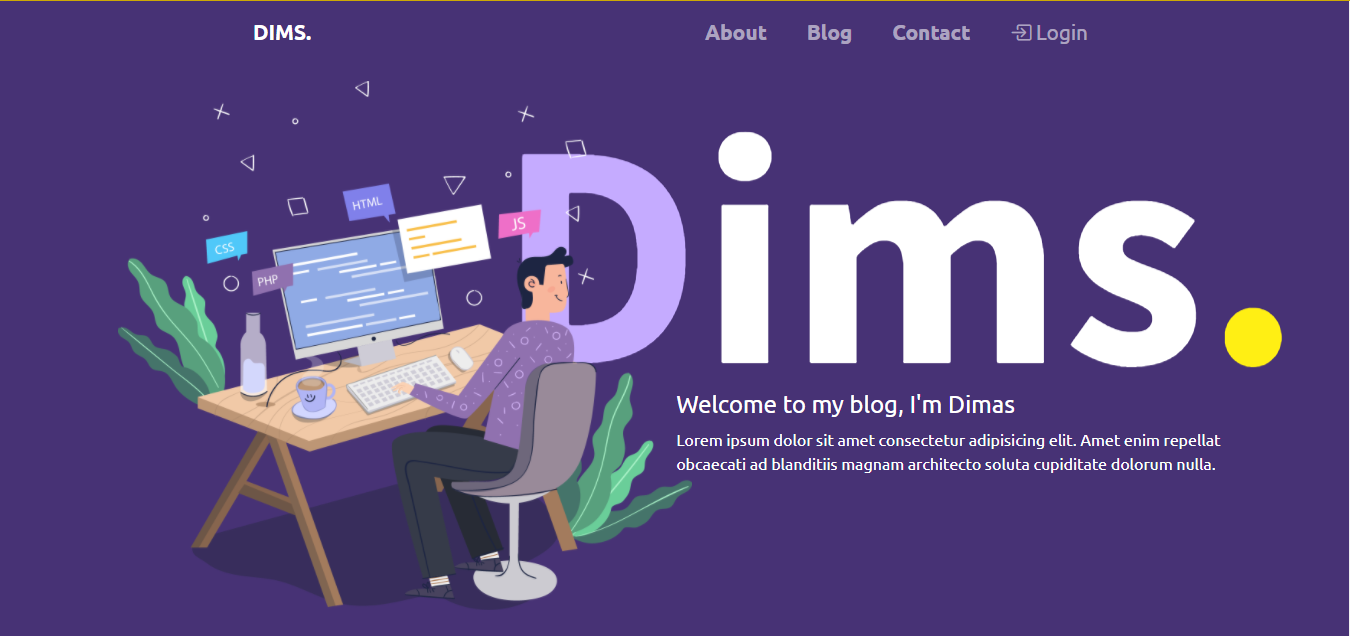 DIMS.
About Blog Contact Login
HTML
JS
CSS
PHP
Dims.
Welcome to my blog, I'm Dimas
Lorem ipsum dolor sit amet consectetur adipisicing elit. Amet enim repellat
obcaecati ad blanditiis magnam architecto soluta cupiditate dolorum nulla.